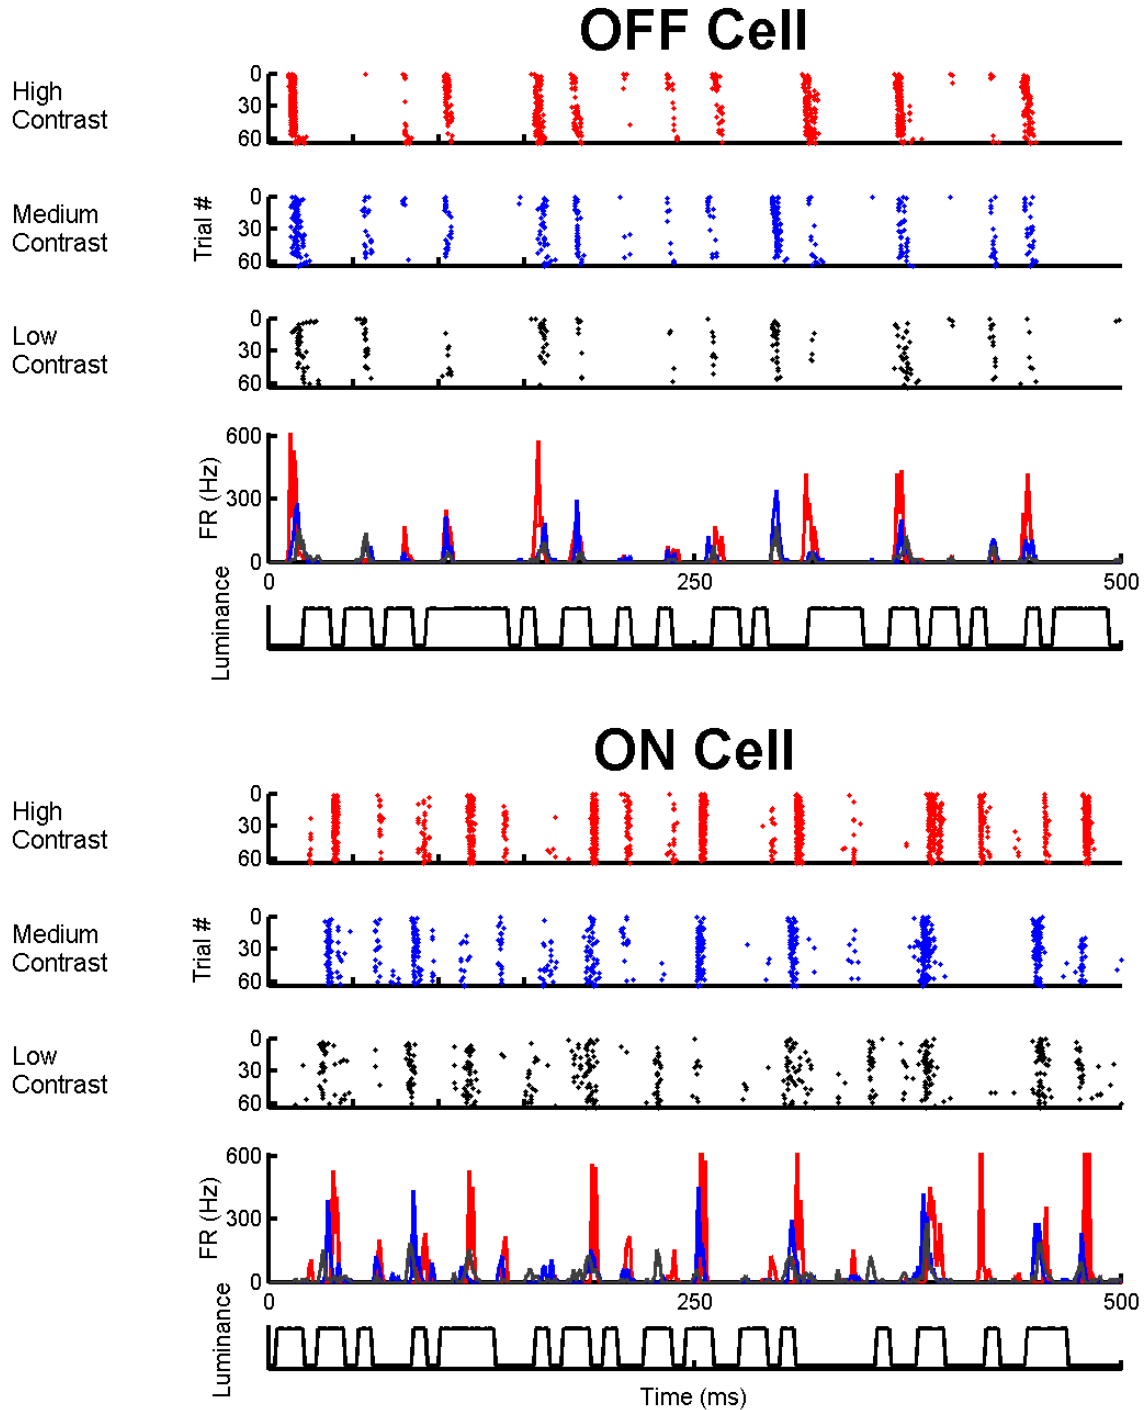 OFF Cell
High
Contrast
0
30
60
Medium
Contrast
Trial #
0
30
60
Low
Contrast
0
30
60
FR (Hz)
600
300
0
0 250 500
Luminance
ON Cell
High
Contrast
0
30
60
Medium
Contrast
Trial #
0
30
60
Low
Contrast
0
30
60
FR (Hz)
600
300
0
0 250 500
Luminance
Time (ms)